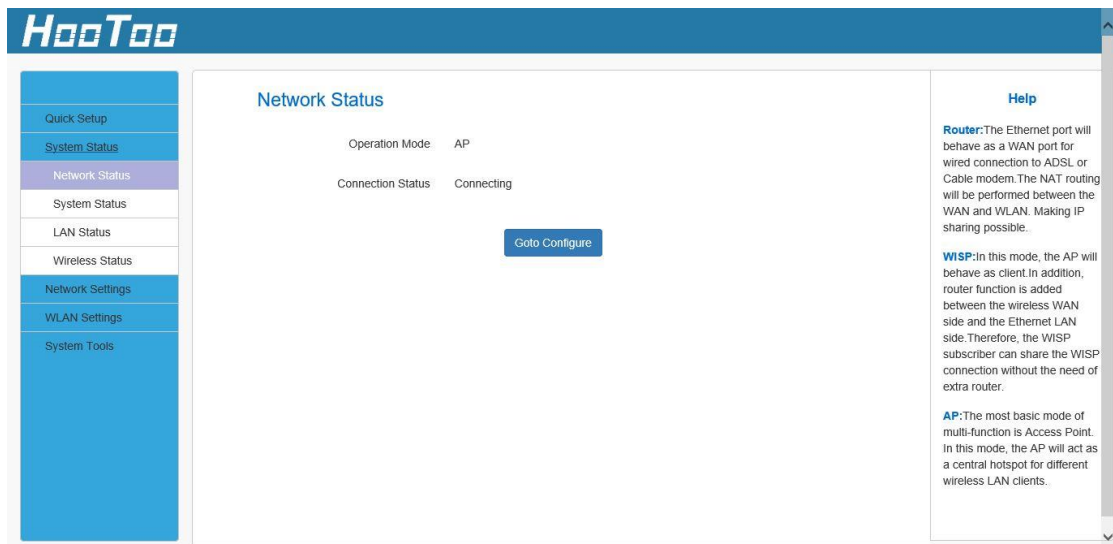 HooToo
Quick Setup
System Status
Network Status
System Status
LAN Status
Wireless Status
Network Settings
WLAN Settings
System Tools
Network Status
Operation Mode AP
Connection Status Connecting
Goto Configure
Help
Router:The Ethernet port will
behave as a WAN port for
wired connection to ADSL or
Cable modem.The NAT routing
will be performed between the
WAN and WLAN. Making IP
sharing possible.
WISP:In this mode, the AP will
behave as client.In addition,
router function is added
between the wireless WAN
side and the Ethernet LAN
side.Therefore, the WISP
subscriber can share the WISP
connection without the need of
extra router.
AP:The most basic mode of
multi-function is Access Point.
In this mode, the AP will act as
a central hotspot for different
wireless LAN clients.